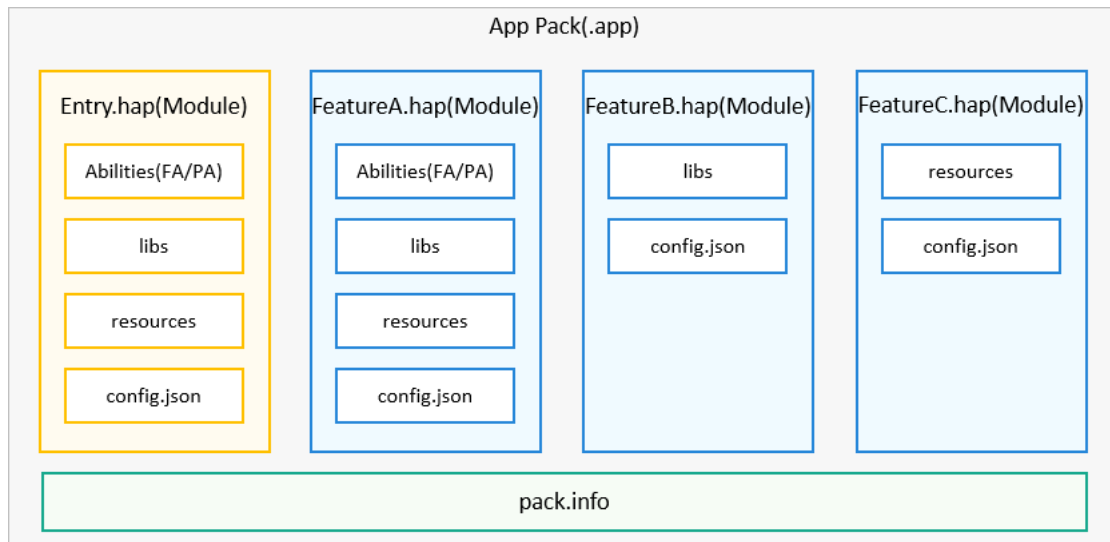 App Pack(.app)
Entry.hap(Module)
Abilities(FA/PA)
libs
resources
config.json
FeatureA.hap(Module)
Abilities(FA/PA)
libs
resources
config.json
FeatureB.hap(Module)
libs
config.json
FeatureC.hap(Module)
resources
config.json
pack.info